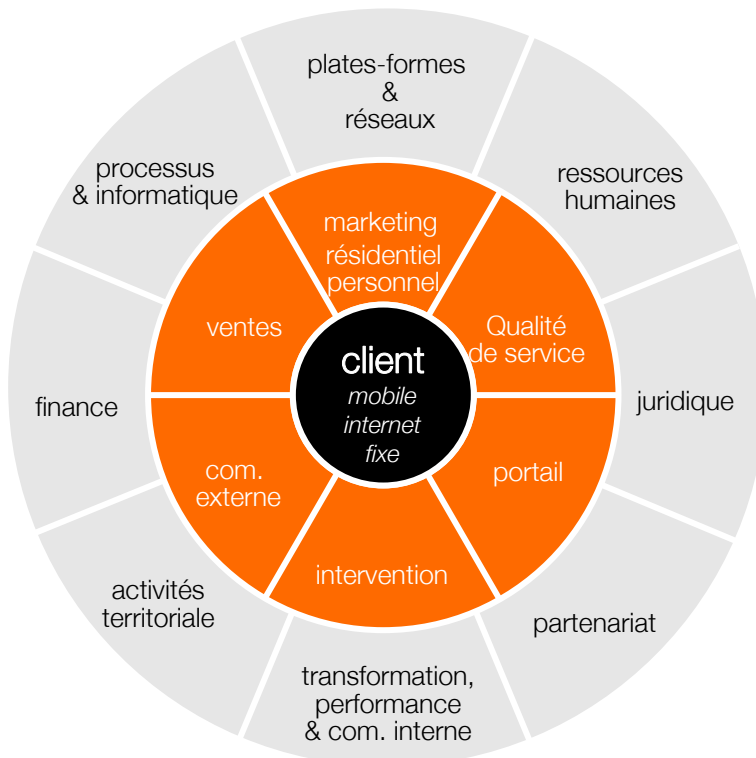 plates-formes
&
réseaux
processus
& informatique
ressources
humaines
marketing
résidentiel
personnel
ventes
Qualité
de service
client
mobile
internet
fixe
finance
juridique
com.
externe
portail
intervention
activités
territoriale
partenariat
transformation,
performance
& com. interne